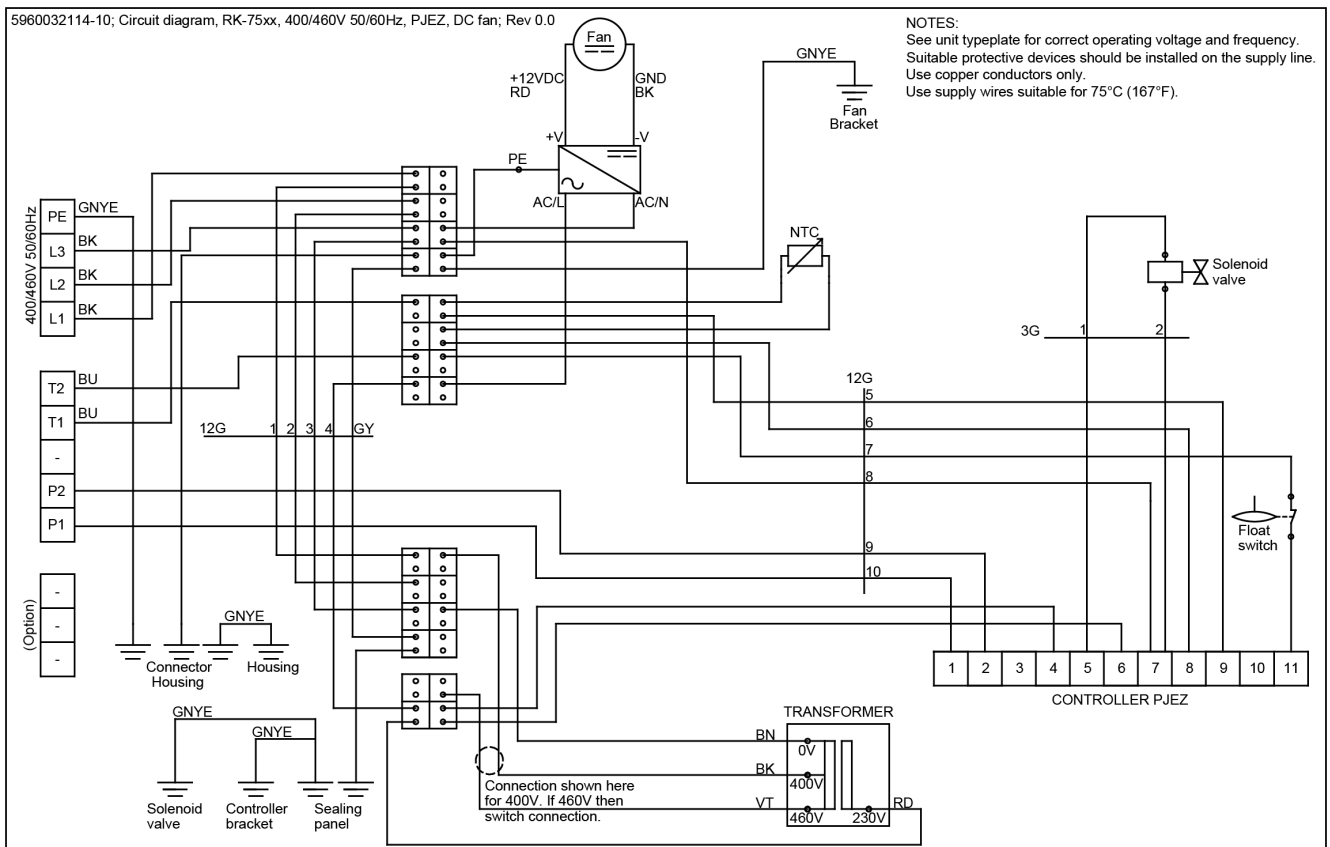 5960032114-10; Circuit diagram, RK-75xx, 400/460V 50/60Hz, PJEZ, DC fan; Rev 0.0
NOTES:
See unit typeplate for correct operating voltage and frequency.
Suitable protective devices should be installed on the supply line.
Use copper conductors only.
Use supply wires suitable for 75°C (167°F).
Fan
+12VDC
RD
GND
BK
GNYE
Fan
Bracket
+V
-V
PE
AC/L
AC/N
400/460V 50/60Hz
PE
GNYE
L3
BK
L2
BK
L1
BK
NTC
Solenoid
valve
3G
1
2
T2
BU
T1
BU
-
P2
P1
12G
1
2
3
4
GY
12G
5
6
7
8
9
10
Float
switch
(Option)
-
-
-
GNYE
Connector
Housing
Housing
1
2
3
4
5
6
7
8
9
10
11
CONTROLLER PJEZ
GNYE
GNYE
Solenoid
valve
Controller
bracket
Sealing
panel
Connection shown here
for 400V. If 460V then
switch connection.
TRANSFORMER
BN
0V
BK
400V
VT
460V
230V
RD